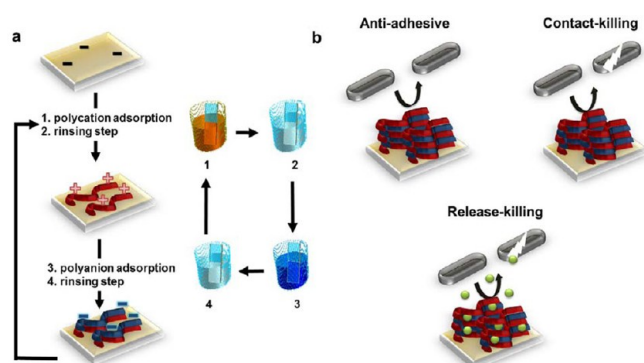 a
1. polycation adsorption
2. rinsing step
3. polyanion adsorption
4. rinsing step
1
2
4
3
b
Anti-adhesive
Contact-killing
Release-killing